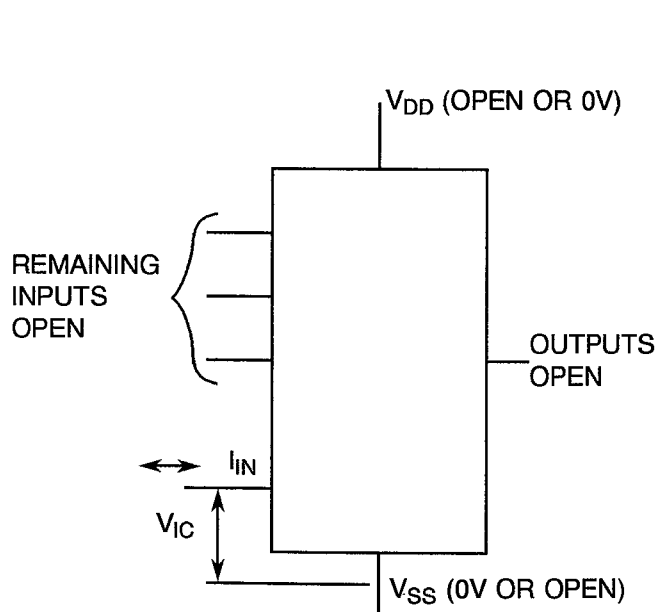 VDD (OPEN OR 0V)
REMAINING
INPUTS
OPEN
OUTPUTS
OPEN
IIN
VIC
VSS (0V OR OPEN)